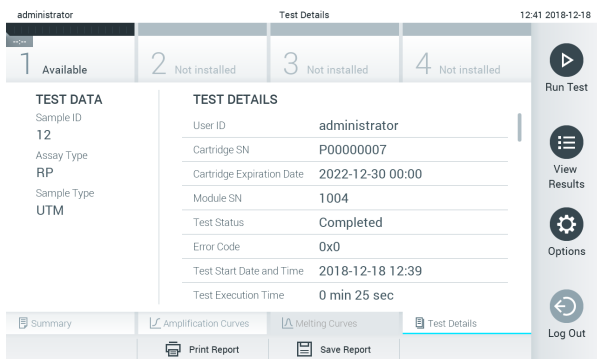 administrator Test Details 12:41 2018-12-18
--:--
1 Available 2 Not installed 3 Not installed 4 Not installed
Run Test
View Results
Options
Log Out
TEST DATA
Sample ID
12
Assay Type
RP
Sample Type
UTM
TEST DETAILS
User ID administrator
Cartridge SN P00000007
Cartridge Expiration Date 2022-12-30 00:00
Module SN 1004
Test Status Completed
Error Code 0x0
Test Start Date and Time 2018-12-18 12:39
Test Execution Time 0 min 25 sec
Summary Amplification Curves Melting Curves Test Details
Print Report Save Report